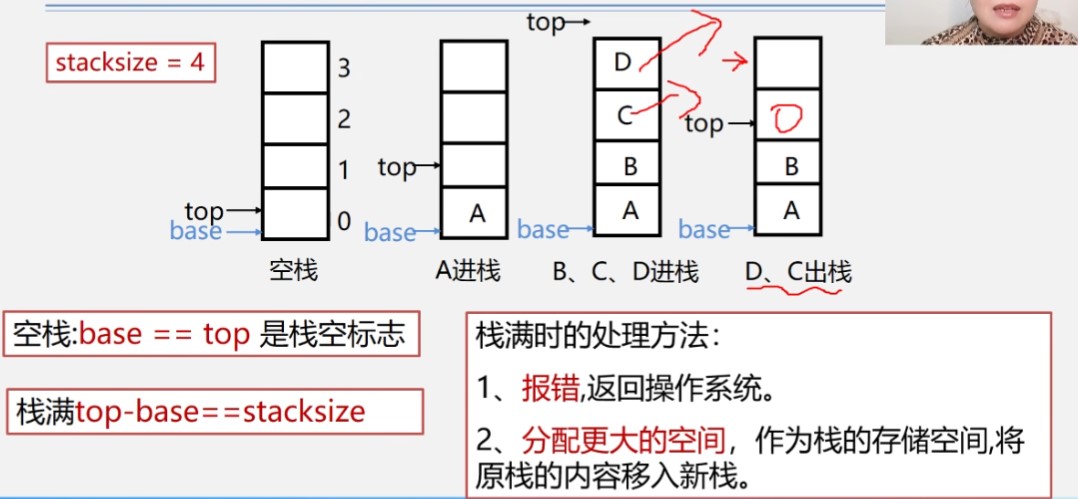 stacksize = 4
top
3
2
1
0
top
base
空栈
top
A
base
A进栈
D
C
B
A
base
B、C、D进栈
top
B
A
base
D、C出栈
空栈:base == top 是栈空标志
栈满top-base==stacksize
栈满时的处理方法：
1、报错,返回操作系统。
2、分配更大的空间，作为栈的存储空间,将
原栈的内容移入新栈。